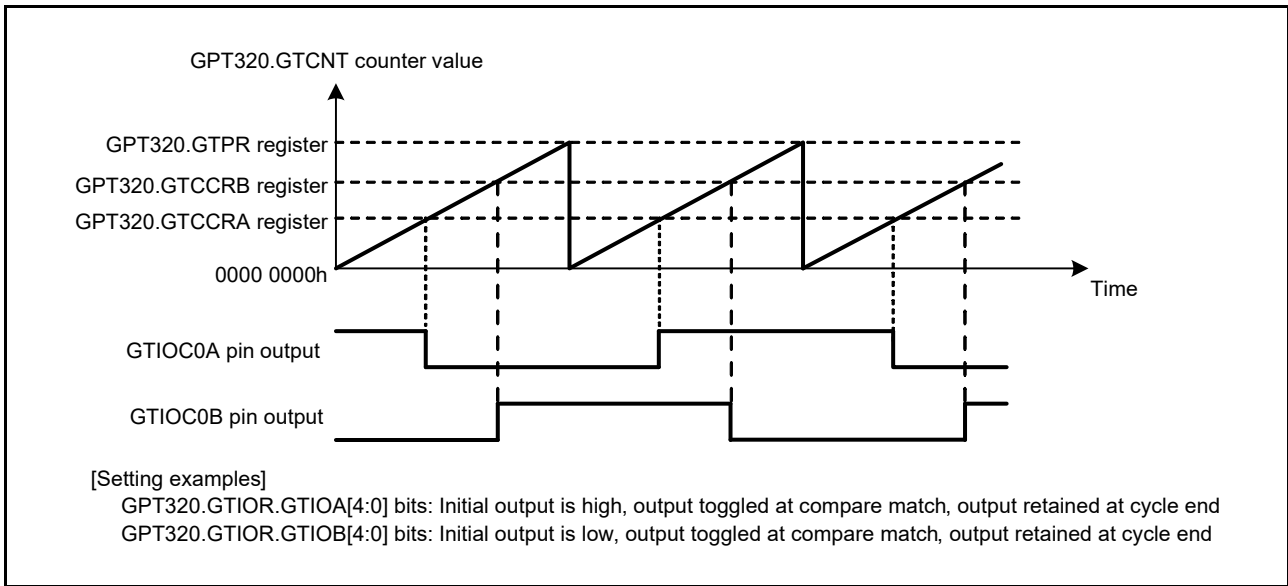 GPT320.GTCNT counter value
GPT320.GTPR register
GPT320.GTCCRB register
GPT320.GTCCRA register
0000 0000h
Time
GTIOC0A pin output
GTIOC0B pin output
[Setting examples]
GPT320.GTIOR.GTIOA[4:0] bits: Initial output is high, output toggled at compare match, output retained at cycle end
GPT320.GTIOR.GTIOB[4:0] bits: Initial output is low, output toggled at compare match, output retained at cycle end